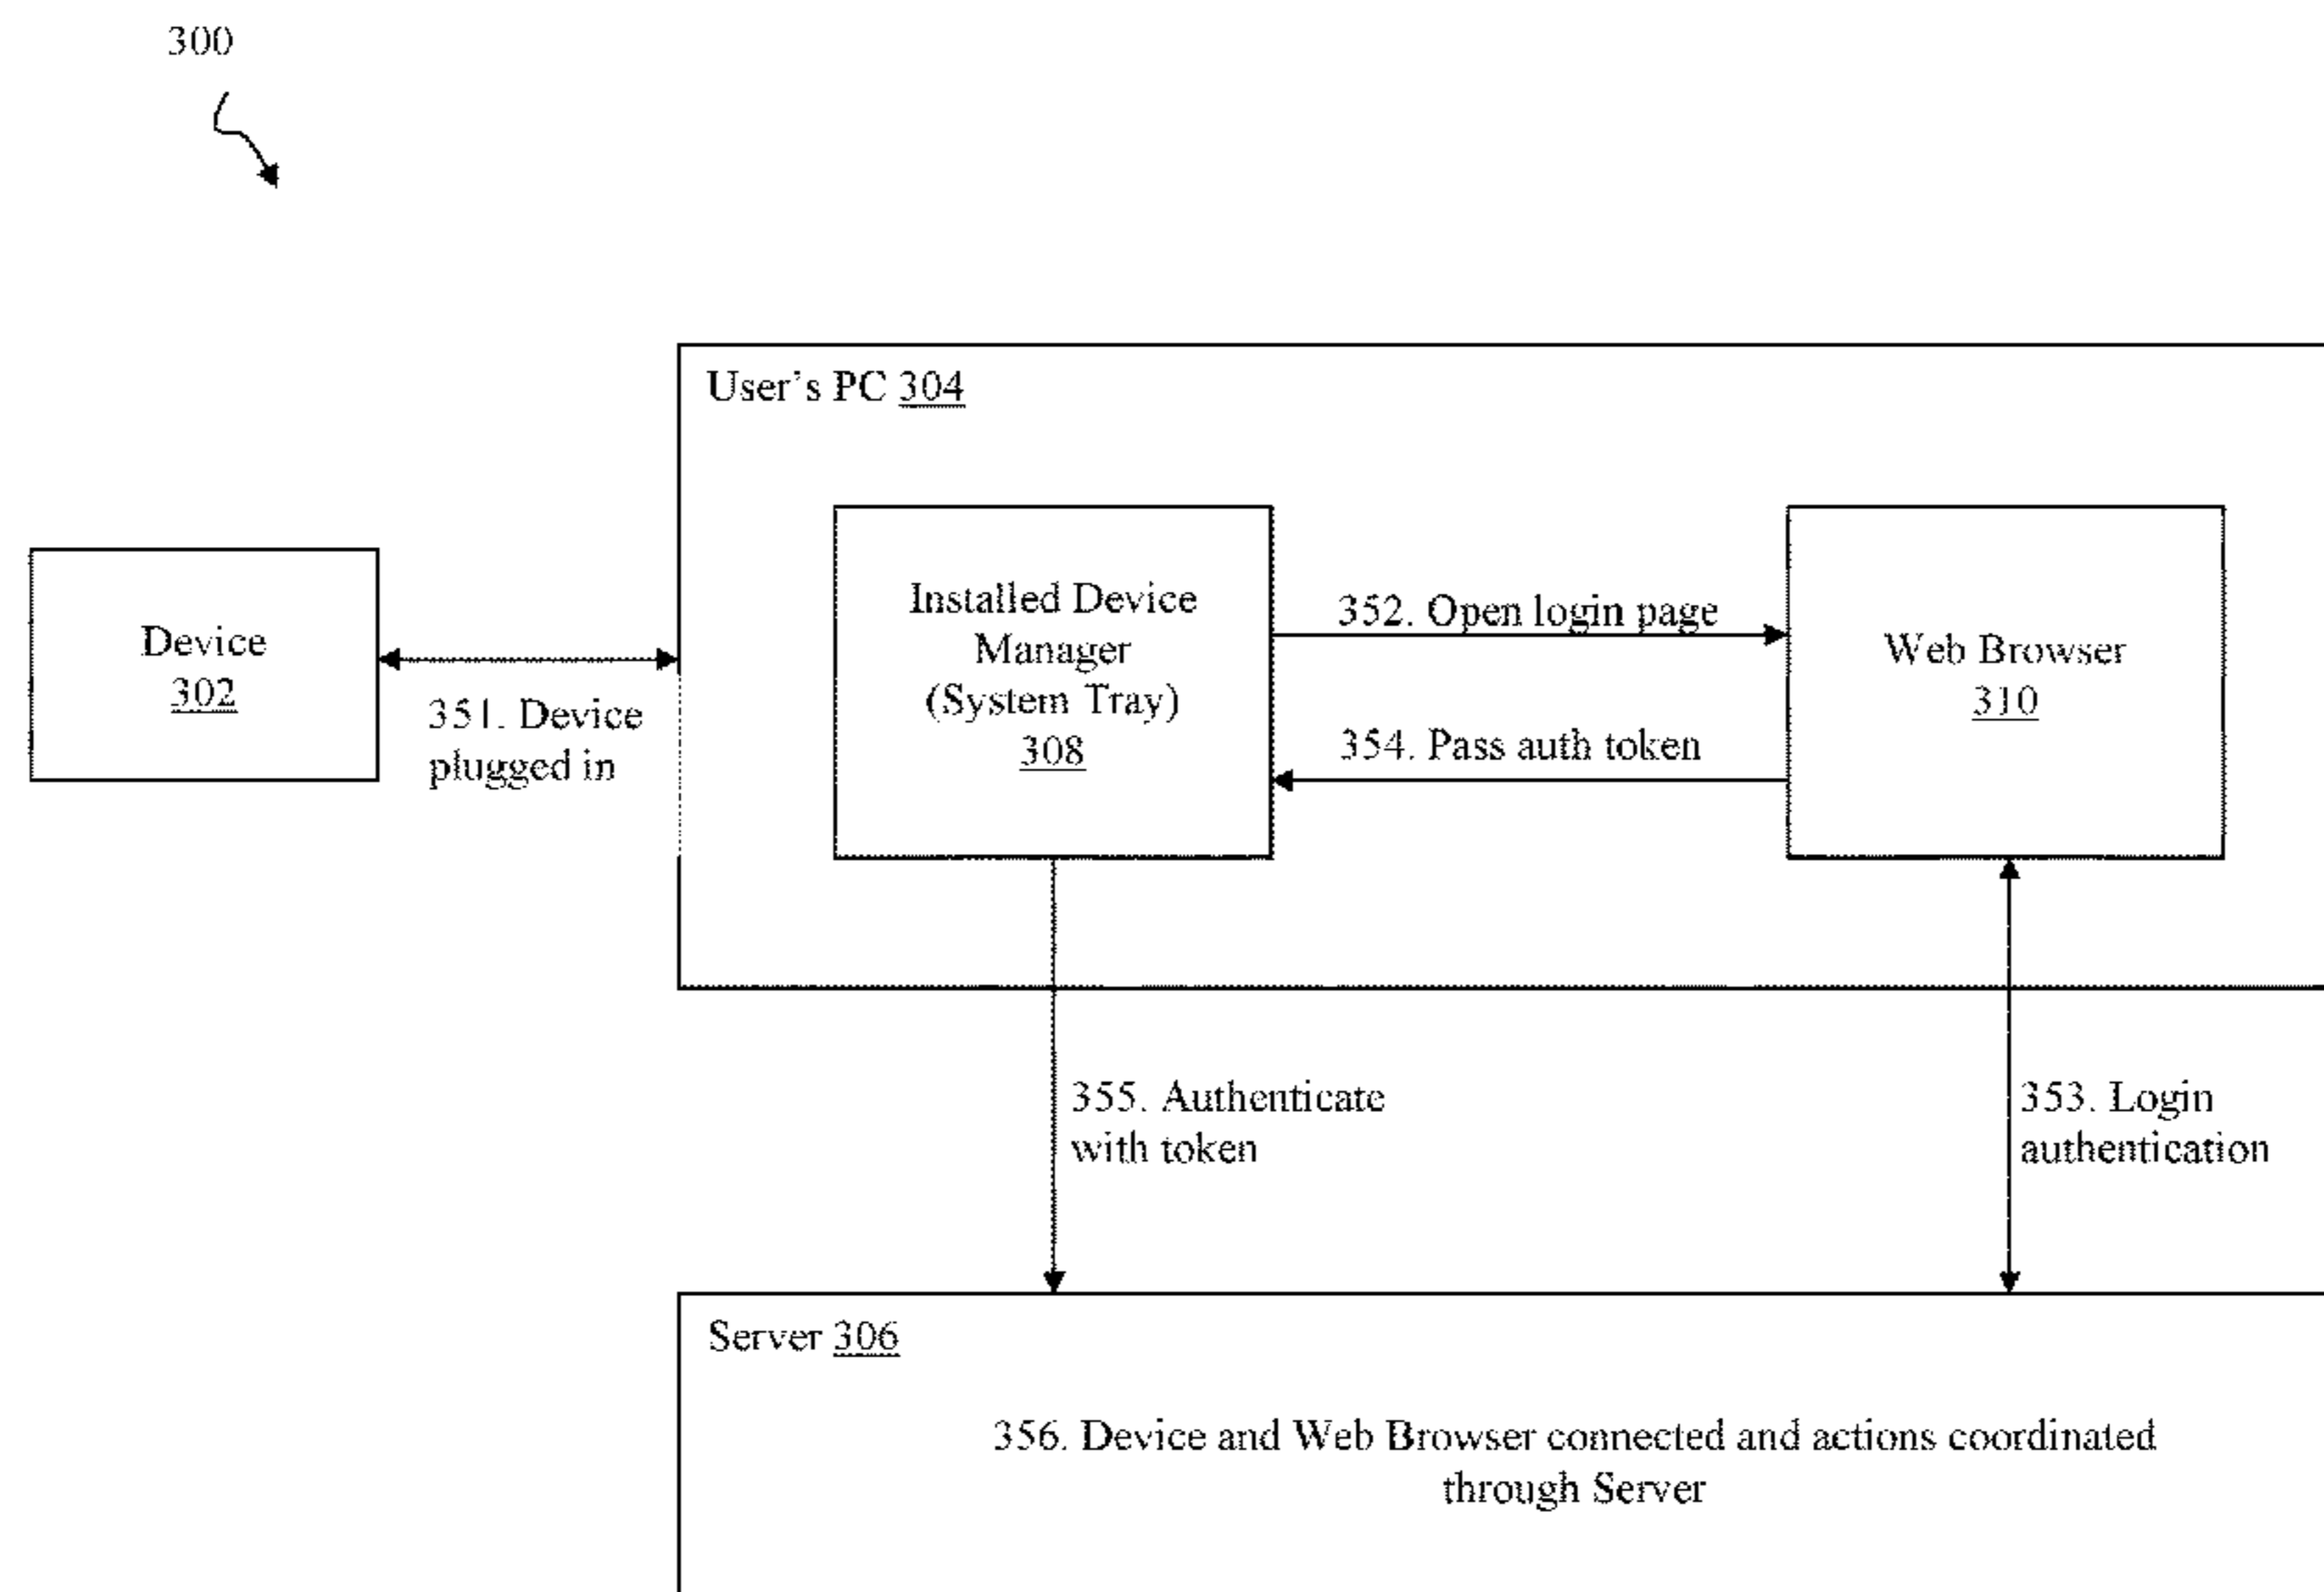 300
User's PC 304
Device
302
351. Device
plugged in
Installed Device
Manager
(System Tray)
308
352. Open login page
354. Pass auth token
Web Browser
310
355. Authenticate
with token
353. Login
authentication
Server 306
356. Device and Web Browser connected and actions coordinated
through Server